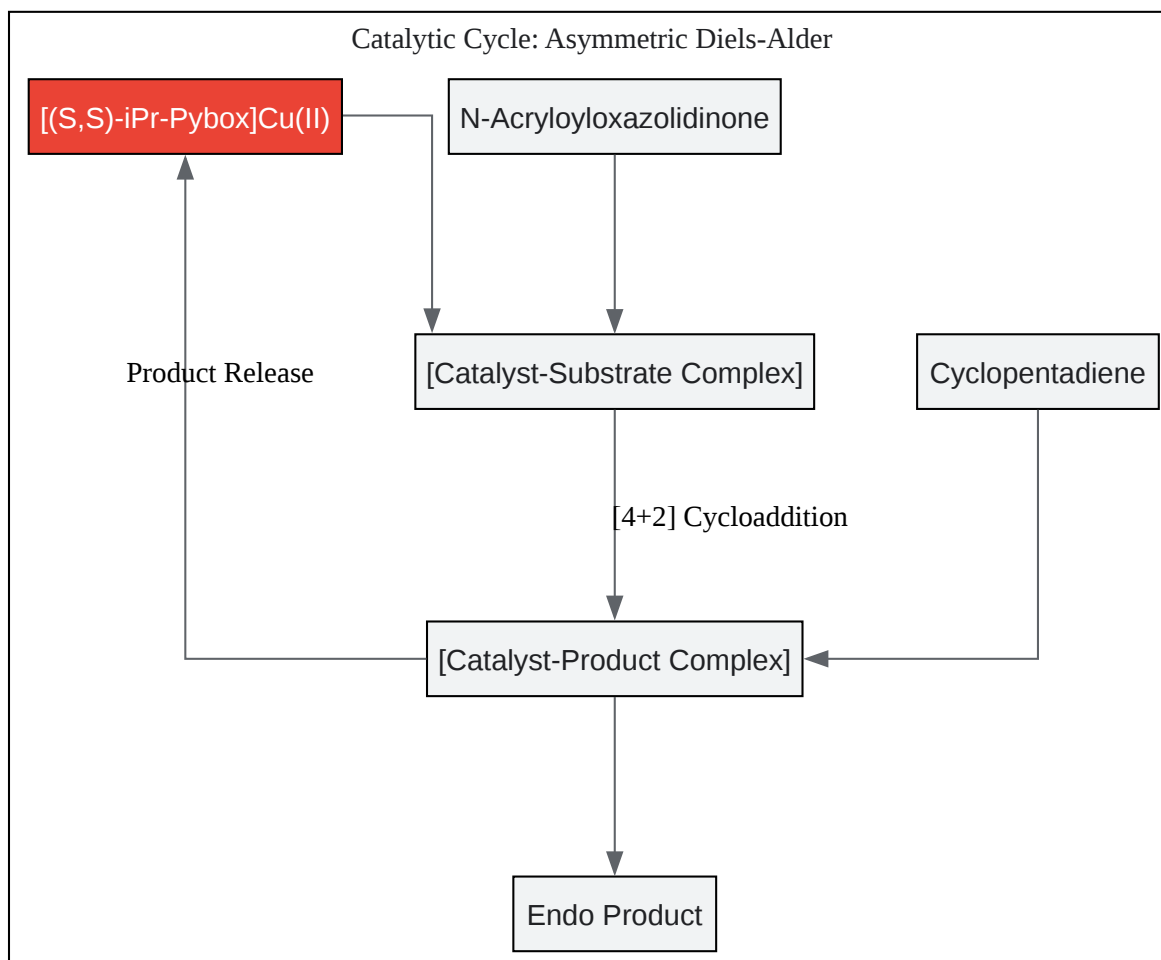 Catalytic Cycle: Asymmetric Diels-Alder
[(S,S)-iPr-Pybox]Cu(II)
N-Acryloyloxazolidinone
Product Release
[Catalyst-Substrate Complex]
Cyclopentadiene
[4+2] Cycloaddition
[Catalyst-Product Complex]
Endo Product